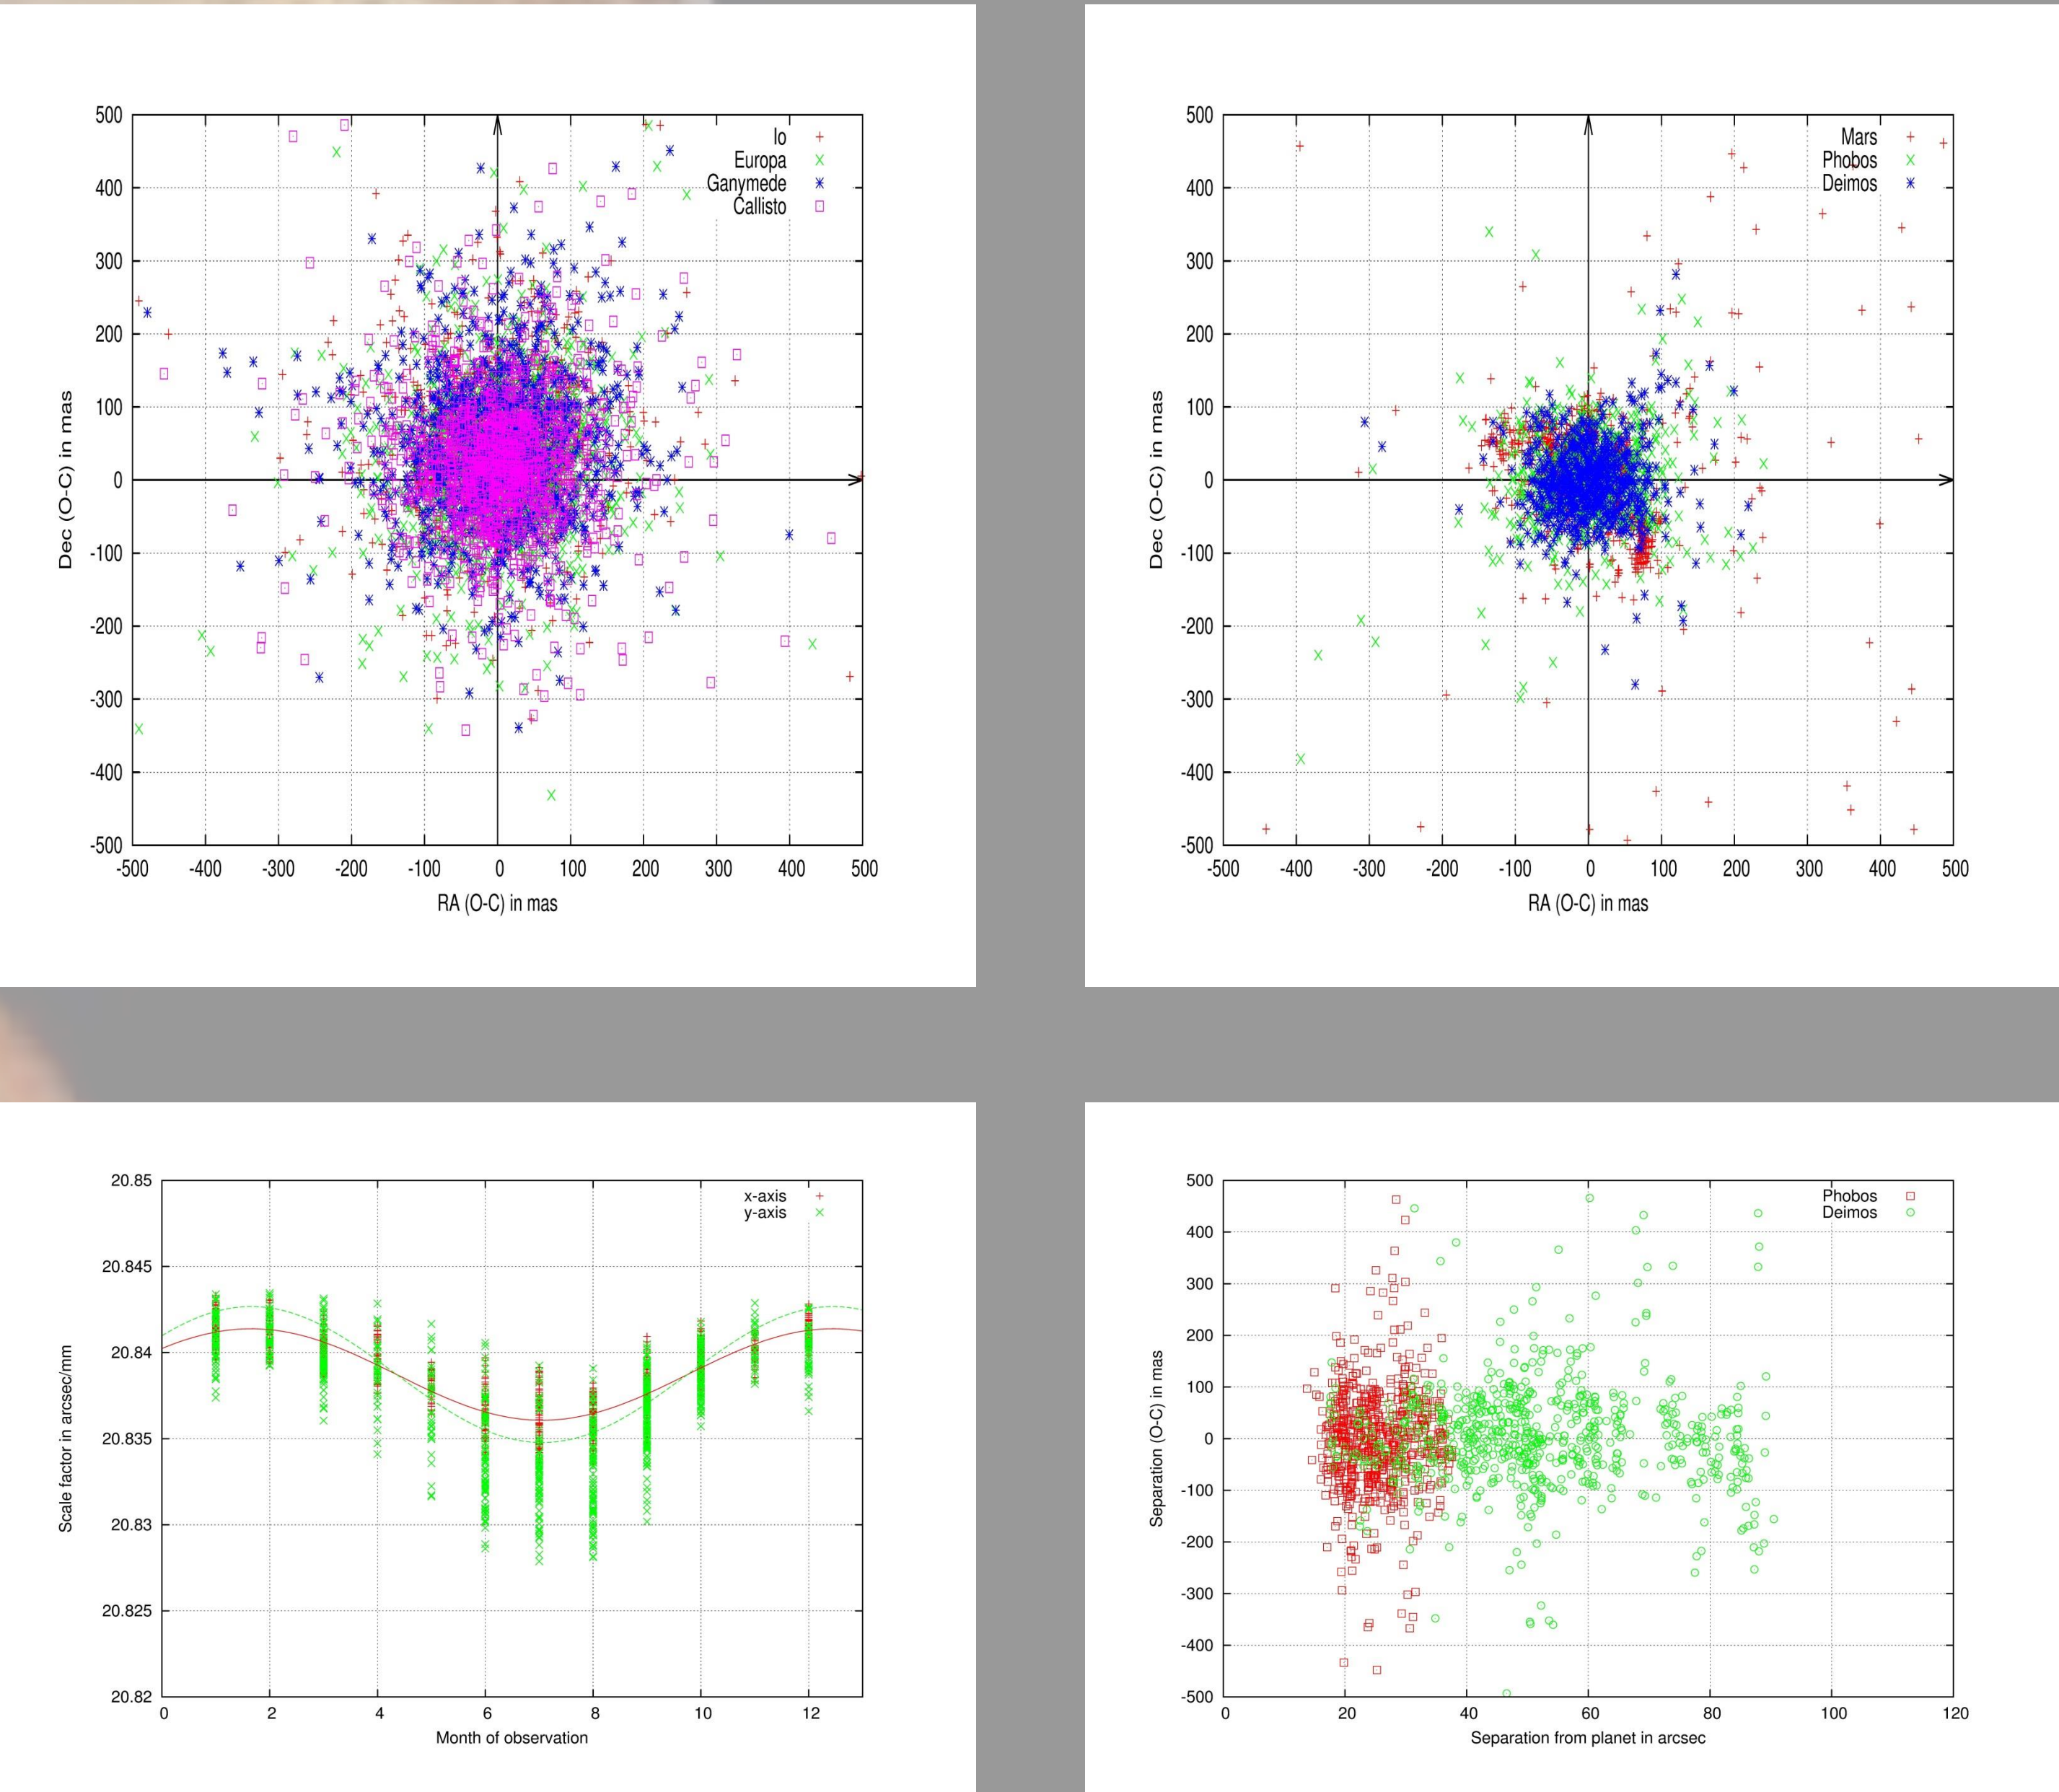 500
400
300
200
100
0
-100
-200
-300
-400
-500
-500 -400 -300 -200 -100 0 100 200 300 400 500
Dec (O-C) in mas
RA (O-C) in mas
Io
Europa
Ganymede
Callisto
500
400
300
200
100
0
-100
-200
-300
-400
-500
-500 -400 -300 -200 -100 0 100 200 300 400 500
Dec (O-C) in mas
RA (O-C) in mas
Mars
Phobos
Deimos
20.85
20.845
20.84
20.835
20.83
20.825
20.82
0 2 4 6 8 10 12
Scale factor in arcsec/mm
Month of observation
x-axis
y-axis
500
400
300
200
100
0
-100
-200
-300
-400
-500
0 20 40 60 80 100 120
Separation (O-C) in mas
Separation from planet in arcsec
Phobos
Deimos